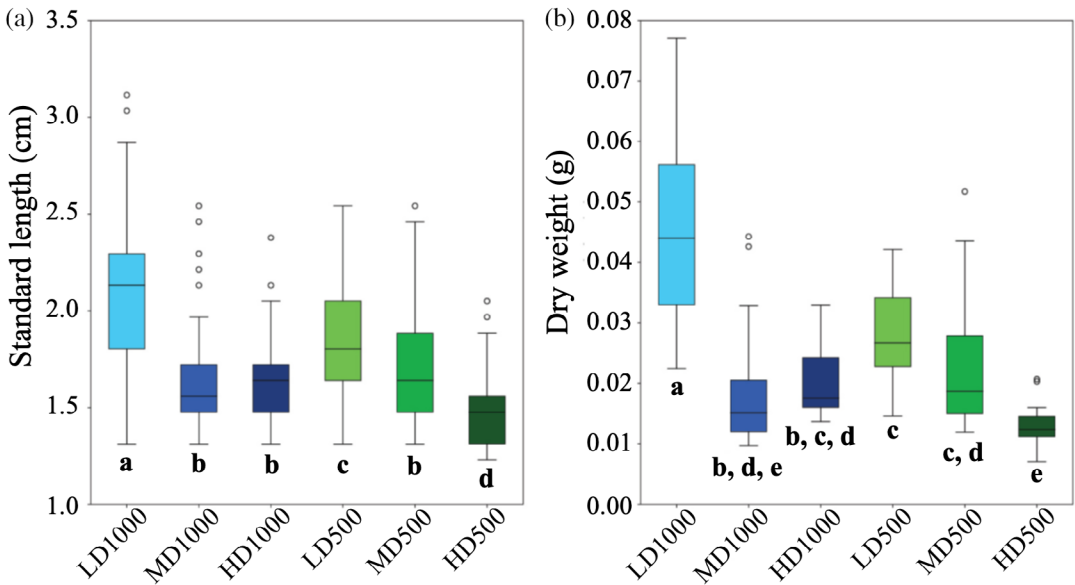 (a)
Standard length (cm)
3.5
3.0
2.5
2.0
1.5
1.0
a
b
b
c
b
d
LD1000
MD1000
HD1000
LD500
MD500
HD500
(b)
Dry weight (g)
0.08
0.07
0.06
0.05
0.04
0.03
0.02
0.01
0.00
a
b, d, e
b, c, d
c
c, d
e
LD1000
MD1000
HD1000
LD500
MD500
HD500